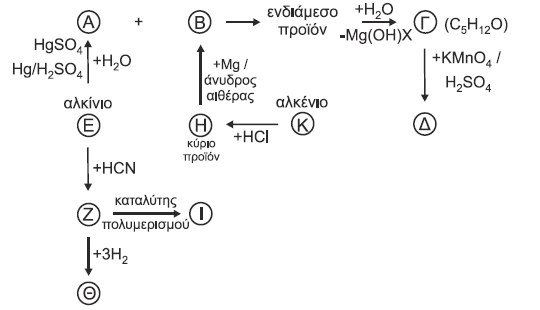 Α + Β ενδιάμεσο προϊόν +H₂O -Mg(OH)X Γ (C₅H₁₂O)
HgSO₄
Hg/H₂SO₄ +H₂O
+Mg /
άνυδρος
αιθέρας
+KMnO₄ /
H₂SO₄
αλκίνιο
αλκένιο
Ε Η +HCl Κ Δ
κύριο
προϊόν
+HCN
Ζ καταλύτης πολυμερισμού Ι
+3H₂
Θ